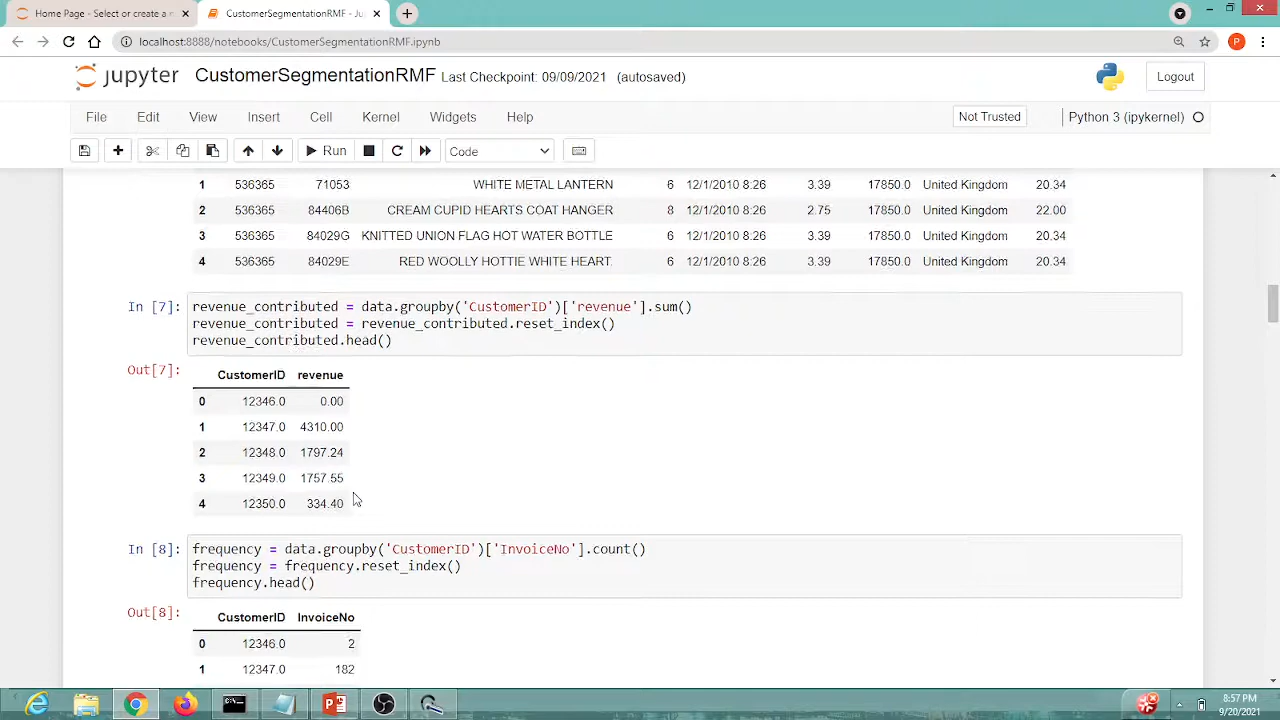 Home Page - Select or create a n
CustomerSegmentationRMF - Ju
localhost:8888/notebooks/CustomerSegmentationRMF.ipynb
P
jupyter CustomerSegmentationRMF Last Checkpoint: 09/09/2021 (autosaved)
Logout
File Edit View Insert Cell Kernel Widgets Help
Not Trusted
Python 3 (ipykernel)
Run
Code
1 536365 71053 WHITE METAL LANTERN 6 12/1/2010 8:26 3.39 17850.0 United Kingdom 20.34
2 536365 84406B CREAM CUPID HEARTS COAT HANGER 8 12/1/2010 8:26 2.75 17850.0 United Kingdom 22.00
3 536365 84029G KNITTED UNION FLAG HOT WATER BOTTLE 6 12/1/2010 8:26 3.39 17850.0 United Kingdom 20.34
4 536365 84029E RED WOOLLY HOTTIE WHITE HEART. 6 12/1/2010 8:26 3.39 17850.0 United Kingdom 20.34
In [7]: revenue_contributed = data.groupby('CustomerID')['revenue'].sum()
revenue_contributed = revenue_contributed.reset_index()
revenue_contributed.head()
Out[7]:
CustomerID revenue
0 12346.0 0.00
1 12347.0 4310.00
2 12348.0 1797.24
3 12349.0 1757.55
4 12350.0 334.40
In [8]: frequency = data.groupby('CustomerID')['InvoiceNo'].count()
frequency = frequency.reset_index()
frequency.head()
Out[8]:
CustomerID InvoiceNo
0 12346.0 2
1 12347.0 182
8:57 PM
9/20/2021